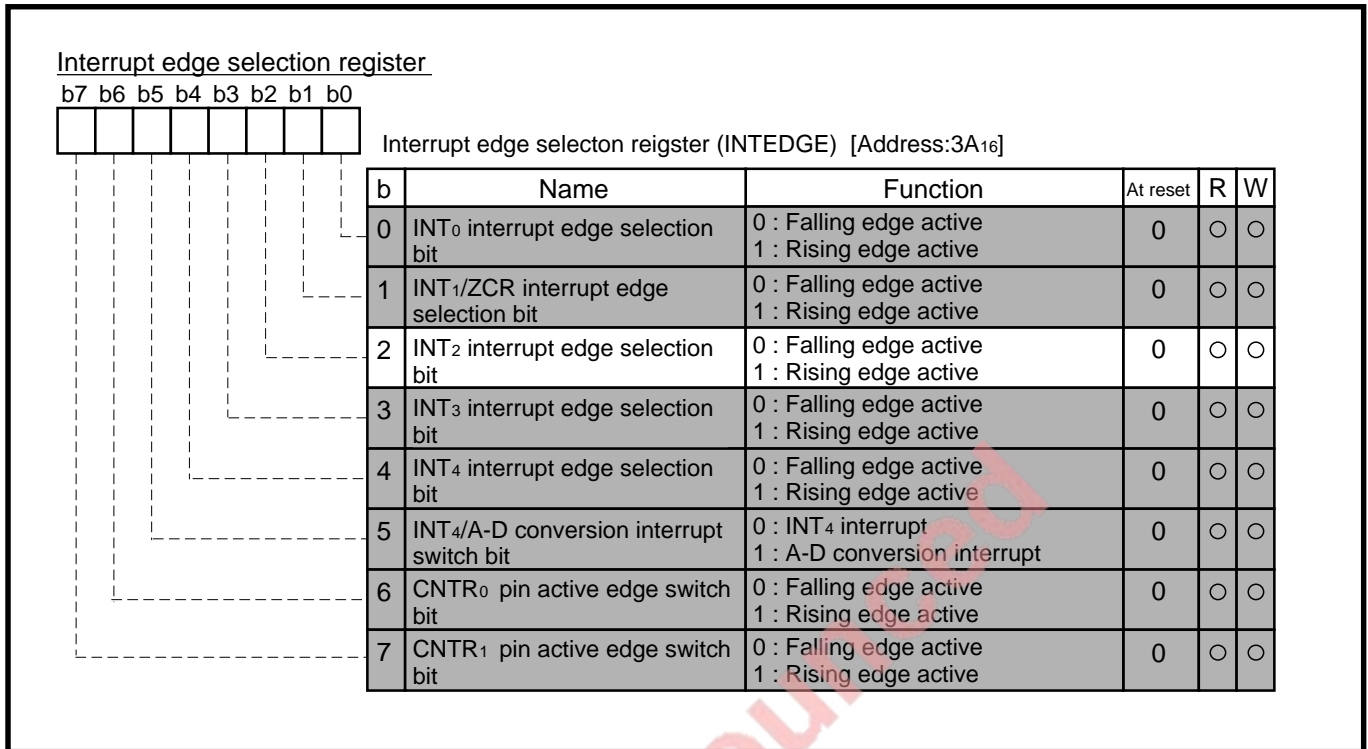 Interrupt edge selection register
b7 b6 b5 b4 b3 b2 b1 b0
Interrupt edge selecton reigster (INTEDGE) [Address:3A16]
b Name Function At reset R W
0 INT0 interrupt edge selection bit 0 : Falling edge active 1 : Rising edge active 0 ○ ○
1 INT1/ZCR interrupt edge selection bit 0 : Falling edge active 1 : Rising edge active 0 ○ ○
2 INT2 interrupt edge selection bit 0 : Falling edge active 1 : Rising edge active 0 ○ ○
3 INT3 interrupt edge selection bit 0 : Falling edge active 1 : Rising edge active 0 ○ ○
4 INT4 interrupt edge selection bit 0 : Falling edge active 1 : Rising edge active 0 ○ ○
5 INT4/A-D conversion interrupt switch bit 0 : INT4 interrupt 1 : A-D conversion interrupt 0 ○ ○
6 CNTR0 pin active edge switch bit 0 : Falling edge active 1 : Rising edge active 0 ○ ○
7 CNTR1 pin active edge switch bit 0 : Falling edge active 1 : Rising edge active 0 ○ ○